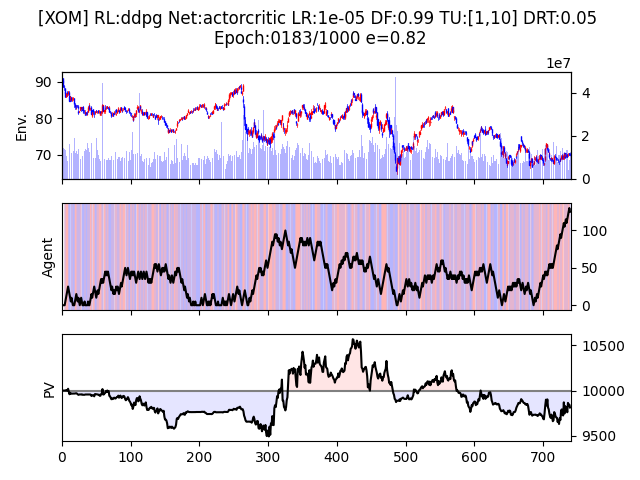 [XOM] RL:ddpg Net:actorcritic LR:1e-05 DF:0.99 TU:[1,10] DRT:0.05
Epoch:0183/1000 e=0.82
1e7
90
80
70
Env.
4
2
0
Agent
100
50
0
PV
10500
10000
9500
0 100 200 300 400 500 600 700